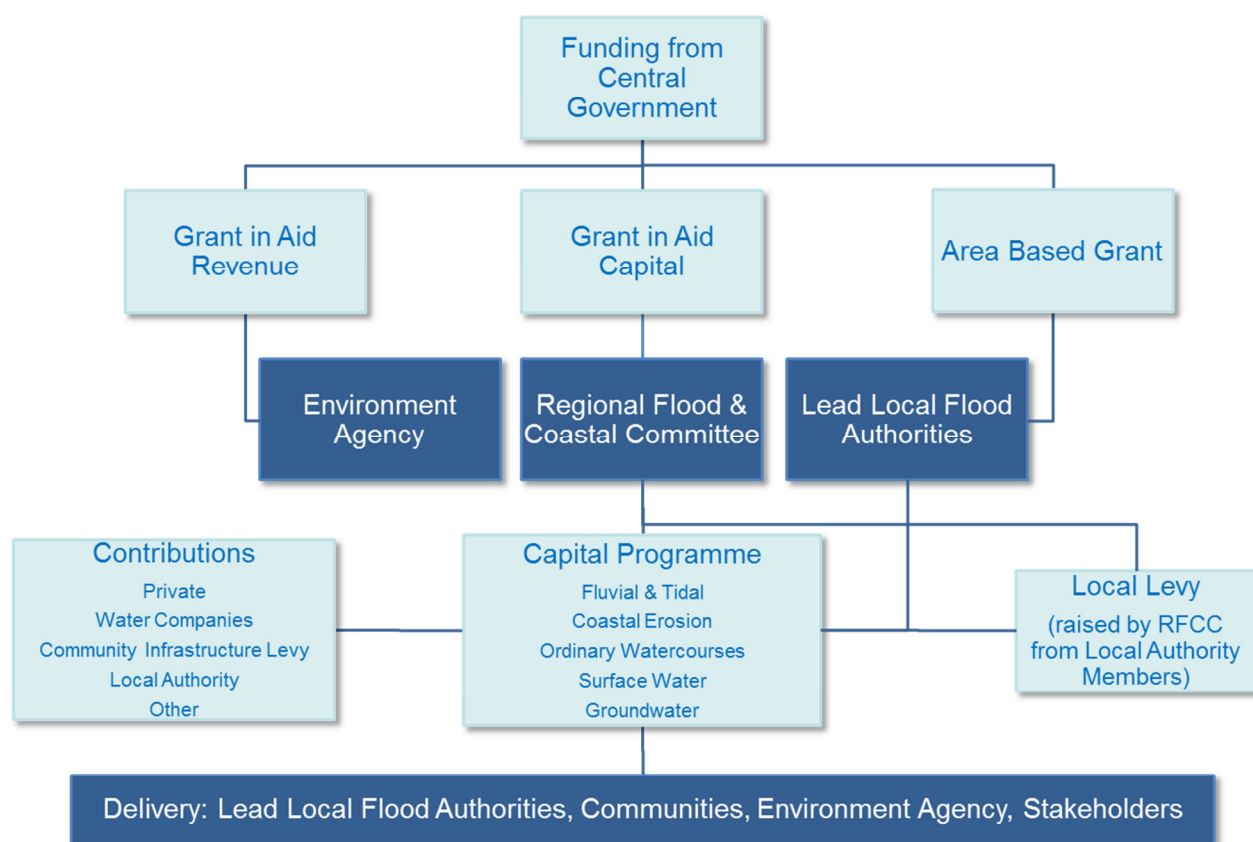 Funding from
Central
Government
Grant in Aid
Revenue
Grant in Aid
Capital
Area Based Grant
Environment
Agency
Regional Flood &
Coastal Committee
Lead Local Flood
Authorities
Contributions
Private
Water Companies
Community Infrastructure Levy
Local Authority
Other
Capital Programme
Fluvial & Tidal
Coastal Erosion
Ordinary Watercourses
Surface Water
Groundwater
Local Levy
(raised by RFCC
from Local Authority
Members)
Delivery: Lead Local Flood Authorities, Communities, Environment Agency, Stakeholders